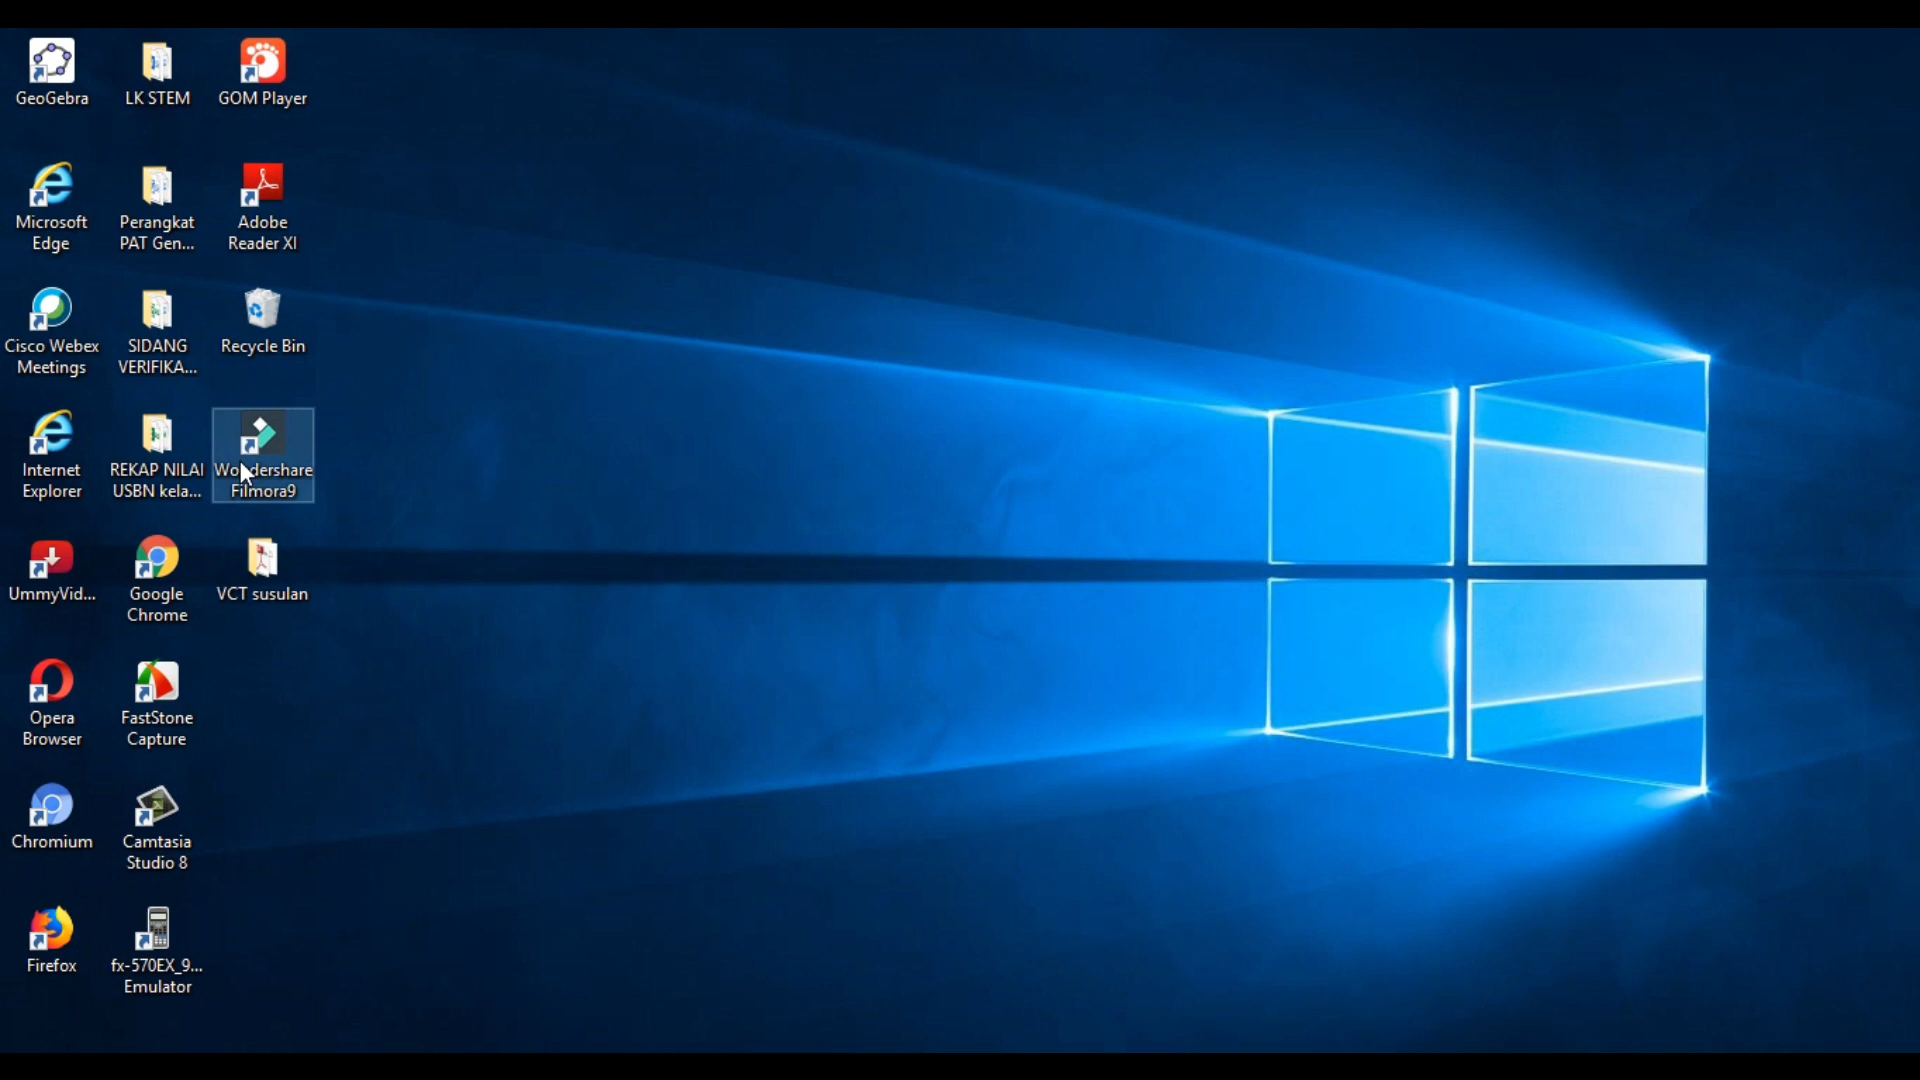 GeoGebra
LK STEM
GOM Player
Microsoft
Edge
Perangkat
PAT Gen...
Adobe
Reader XI
Cisco Webex
Meetings
SIDANG
VERIFIKA...
Recycle Bin
Internet
Explorer
REKAP NILAI
USBN kela...
Wondershare
Filmora9
UmmyVid...
Google
Chrome
VCT susulan
Opera
Browser
FastStone
Capture
Chromium
Camtasia
Studio 8
Firefox
fx-570EX_9...
Emulator